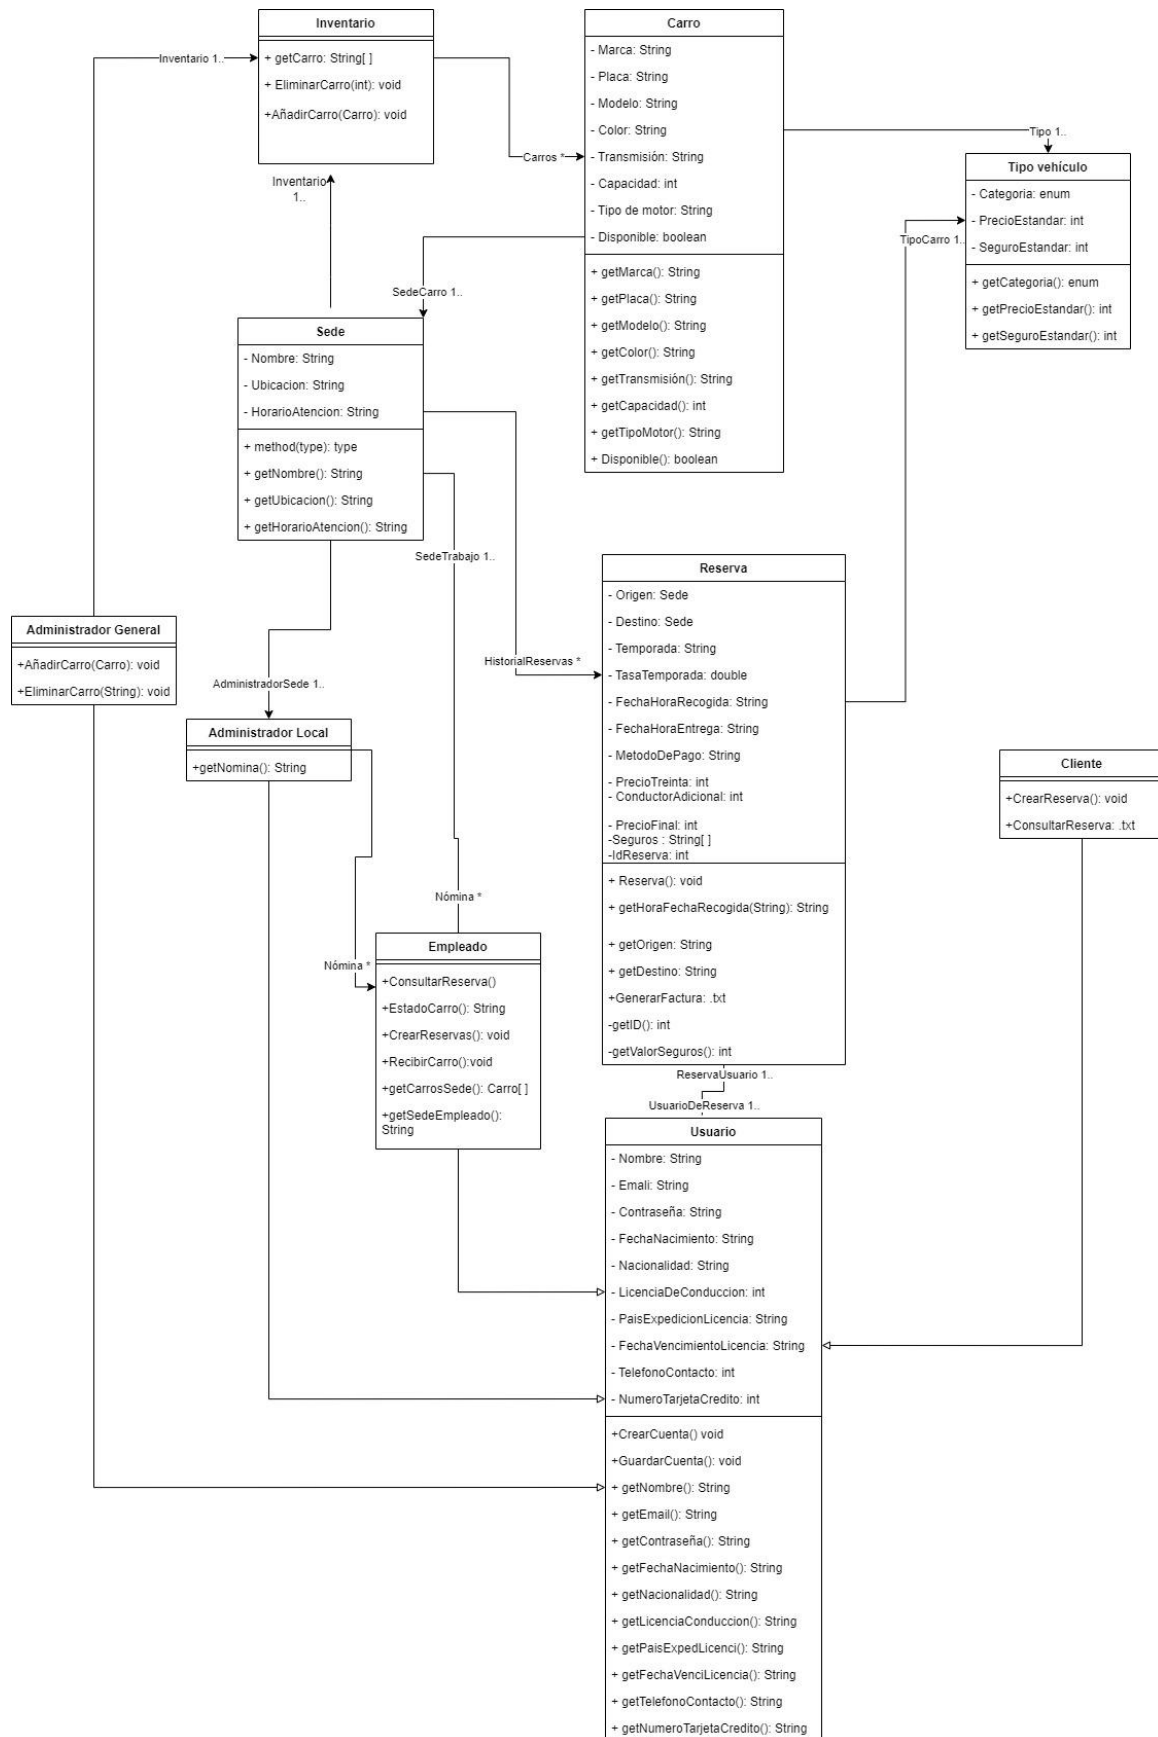 Inventario
+ getCarro: String[ ]
+ EliminarCarro(int): void
+AñadirCarro(Carro): void
Carro
- Marca: String
- Placa: String
- Modelo: String
- Color: String
- Transmisión: String
- Capacidad: int
- Tipo de motor: String
- Disponible: boolean
+ getMarca(): String
+ getPlaca(): String
+ getModelo(): String
+ getColor(): String
+ getTransmisión(): String
+ getCapacidad(): int
+ getTipoMotor(): String
+ Disponible(): boolean
Inventario 1..
Carros *
Tipo 1..
Tipo vehículo
- Categoria: enum
- PrecioEstandar: int
- SeguroEstandar: int
+ getCategoria(): enum
+ getPrecioEstandar(): int
+ getSeguroEstandar(): int
Inventario
1..
TipoCarro 1..
SedeCarro 1..
Sede
- Nombre: String
- Ubicacion: String
- HorarioAtencion: String
+ method(type): type
+ getNombre(): String
+ getUbicacion(): String
+ getHorarioAtencion(): String
SedeTrabajo 1..
HistorialReservas *
AdministradorSede 1..
Administrador General
+AñadirCarro(Carro): void
+EliminarCarro(String): void
Administrador Local
+getNomina(): String
Reserva
- Origen: Sede
- Destino: Sede
- Temporada: String
- TasaTemporada: double
- FechaHoraRecogida: String
- FechaHoraEntrega: String
- MetodoDePago: String
- PrecioTreinta: int
- ConductorAdicional: int
- PrecioFinal: int
-Seguros : String[ ]
-IdReserva: int
+ Reserva(): void
+ getHoraFechaRecogida(String): String
+ getOrigen: String
+ getDestino: String
+GenerarFactura: .txt
-getID(): int
-getValorSeguros(): int
Cliente
+CrearReserva(): void
+ConsultarReserva: .txt
Nómina *
Nómina *
Empleado
+ConsultarReserva()
+EstadoCarro(): String
+CrearReservas(): void
+RecibirCarro():void
+getCarrosSede(): Carro[ ]
+getSedeEmpleado():
String
ReservaUsuario 1..
UsuarioDeReserva 1..
Usuario
- Nombre: String
- Emali: String
- Contraseña: String
- FechaNacimiento: String
- Nacionalidad: String
- LicenciaDeConduccion: int
- PaisExpedicionLicencia: String
- FechaVencimientoLicencia: String
- TelefonoContacto: int
- NumeroTarjetaCredito: int
+CrearCuenta() void
+GuardarCuenta(): void
+ getNombre(): String
+ getEmail(): String
+ getContraseña(): String
+ getFechaNacimiento(): String
+ getNacionalidad(): String
+ getLicenciaConduccion(): String
+ getPaisExpedLicenci(): String
+ getFechaVenciLicencia(): String
+ getTelefonoContacto(): String
+ getNumeroTarjetaCredito(): String